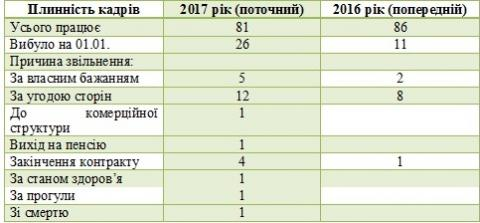 Плинність кадрів 2017 рік (поточний) 2016 рік (попередній)
Усього працює 81 86
Вибуло на 01.01. 26 11
Причина звільнення:
За власним бажанням 5 2
За угодою сторін 12 8
До комерційної 1
структури
Вихід на пенсію 1
Закінчення контракту 4 1
За станом здоров’я 1
За прогули 1
Зі смертю 1